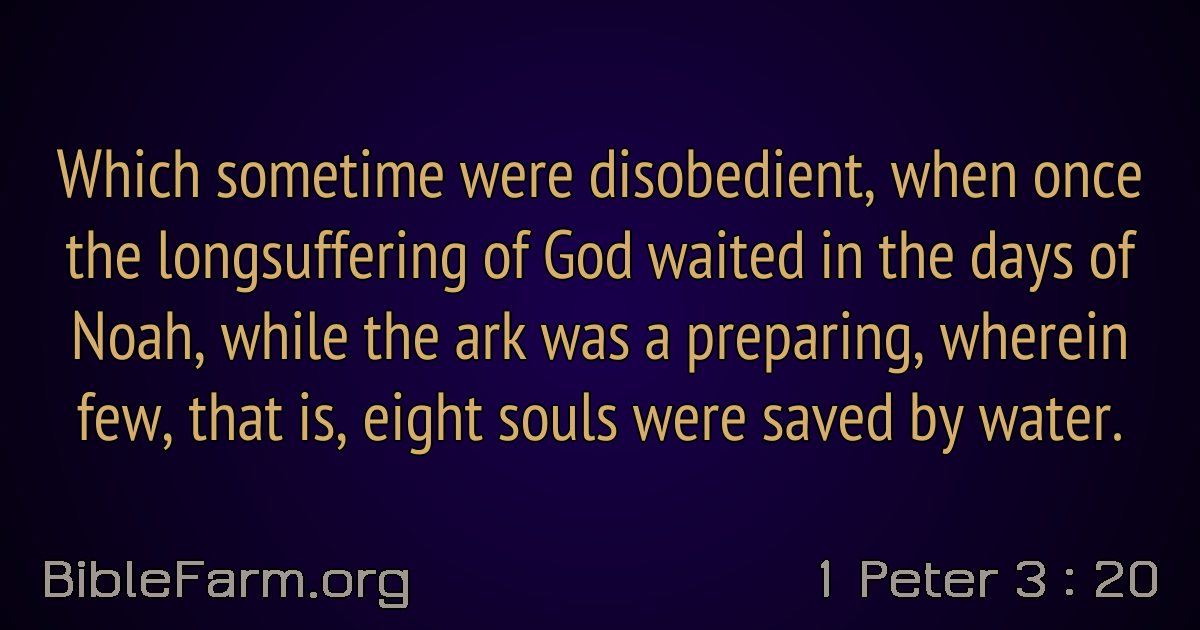 Which sometime were disobedient, when once
the longsuffering of God waited in the days of
Noah, while the ark was a preparing, wherein
few, that is, eight souls were saved by water.
BibleFarm.org
1 Peter 3 : 20